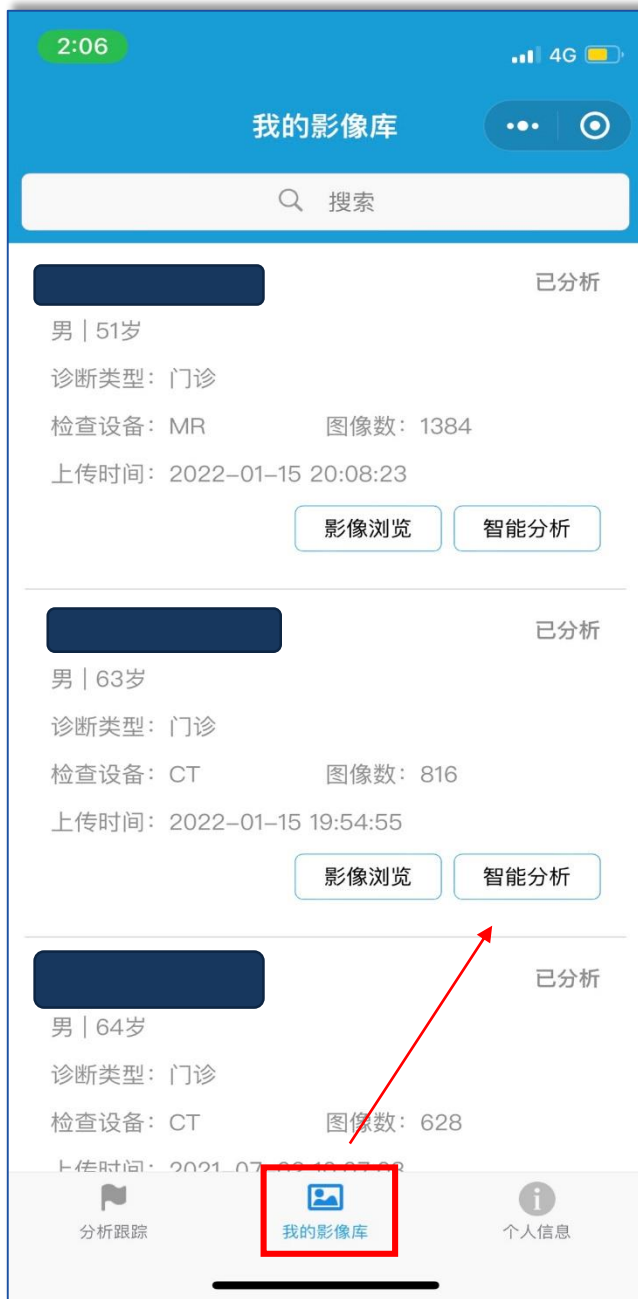 2:06
4G
我的影像库
搜索
已分析
男 | 51岁
诊断类型：门诊
检查设备：MR 图像数：1384
上传时间：2022-01-15 20:08:23
影像浏览 智能分析
已分析
男 | 63岁
诊断类型：门诊
检查设备：CT 图像数：816
上传时间：2022-01-15 19:54:55
影像浏览 智能分析
已分析
男 | 64岁
诊断类型：门诊
检查设备：CT 图像数：628
上传时间：2021-07
分析跟踪 我的影像库 个人信息